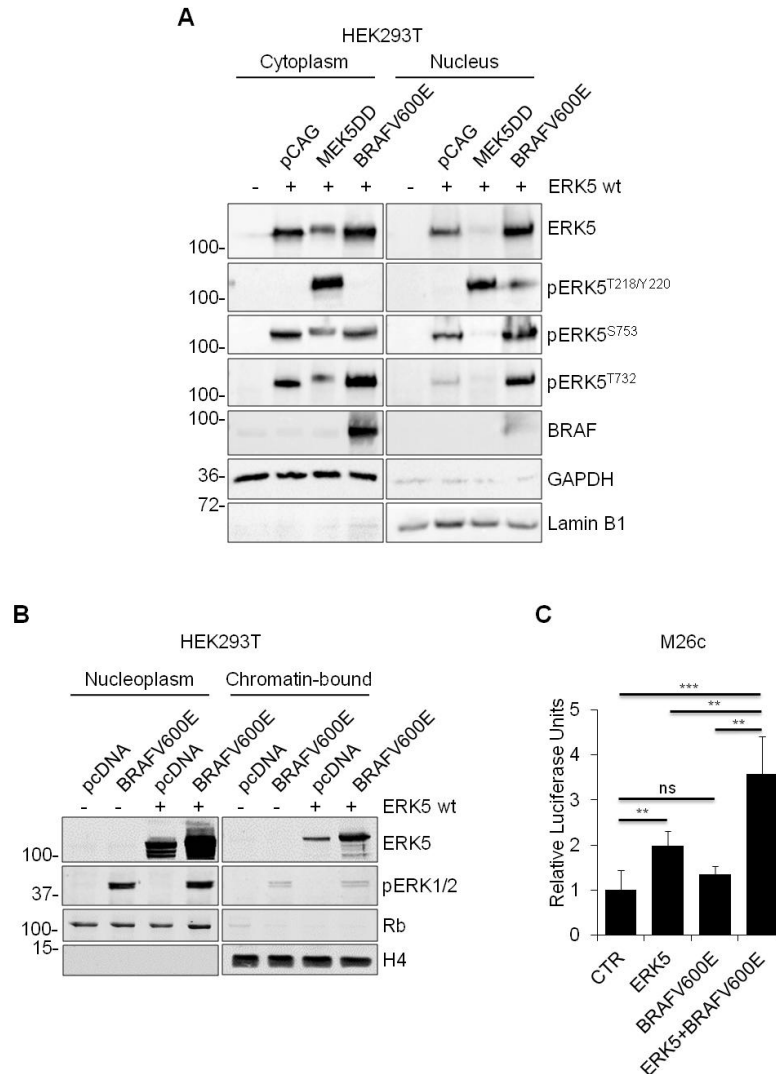 A
HEK293T
Cytoplasm Nucleus
pCAG MEK5DD BRAFV600E pCAG MEK5DD BRAFV600E
- + + + - + + + ERK5 wt
100 ERK5
100 pERK5T218/Y220
100 pERK5S753
100 pERK5T732
100 BRAF
36 GAPDH
72 Lamin B1
B
HEK293T
Nucleoplasm Chromatin-bound
pcDNA BRAFV600E pcDNA BRAFV600E pcDNA BRAFV600E pcDNA BRAFV600E
- - + + - - + + ERK5 wt
100 ERK5
37 pERK1/2
100 Rb
15 H4
C
M26c
***
**
**
ns
**
Relative Luciferase Units
5
4
3
2
1
0
CTR
ERK5
BRAFV600E
ERK5+BRAFV600E